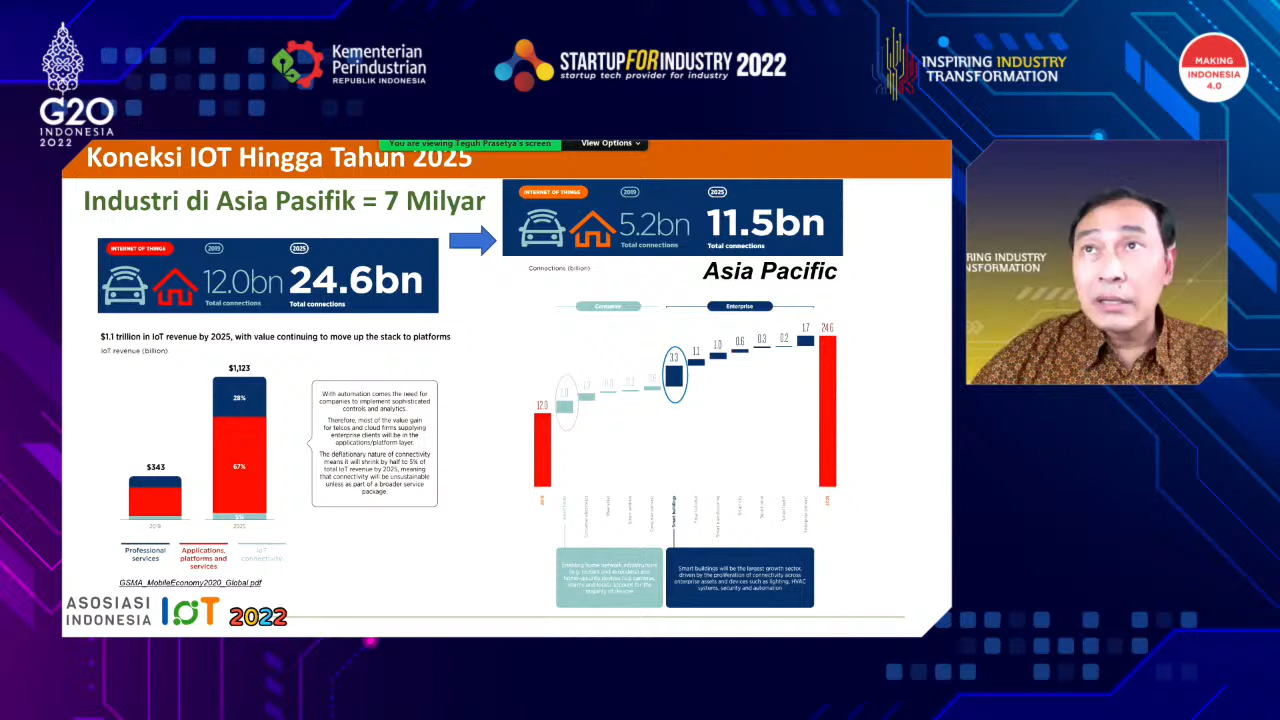 G20
INDONESIA
2022
Kementerian
Perindustrian
REPUBLIK INDONESIA
STARTUPFORINDUSTRY 2022
startup tech provider for industry
INSPIRING INDUSTRY
TRANSFORMATION
MAKING
INDONESIA
4.0
You are viewing Teguh Prasetya's screen
View Options
Koneksi IOT Hingga Tahun 2025
Industri di Asia Pasifik = 7 Milyar
INTERNET OF THINGS
2019
2025
12.0bn
24.6bn
Total connections
Total connections
INTERNET OF THINGS
2019
2025
5.2bn
11.5bn
Total connections
Total connections
Connections (billion)
Asia Pacific
$1.1 trillion in IoT revenue by 2025, with value continuing to move up the stack to platforms
IoT revenue (billion)
$1,123
28%
67%
5%
$343
2019
2025
Professional
services
Applications,
platforms and
services
IoT
connectivity
With automation comes the need for
companies to implement sophisticated
controls and analytics.
Therefore, most of the value gain
for telcos and cloud firms supplying
enterprise clients will be in the
applications/platform layer.
The deflationary nature of connectivity
means it will shrink by half to 5% of
total IoT revenue by 2025, meaning
that connectivity will be unsustainable
unless as part of a broader service
package.
Consumer
Enterprise
12.0
3.3
1.1
1.0
0.6
0.3
0.2
1.7
24.6
2019
Smart buildings
2025
Smart buildings will be the largest growth sector,
driven by the proliferation of connectivity across
enterprise assets and devices such as lighting, HVAC
systems, security and automation
GSMA_MobileEconomy2020_Global.pdf
ASOSIASI
INDONESIA
IOT
2022
RING INDUSTRY
NSFORMATION